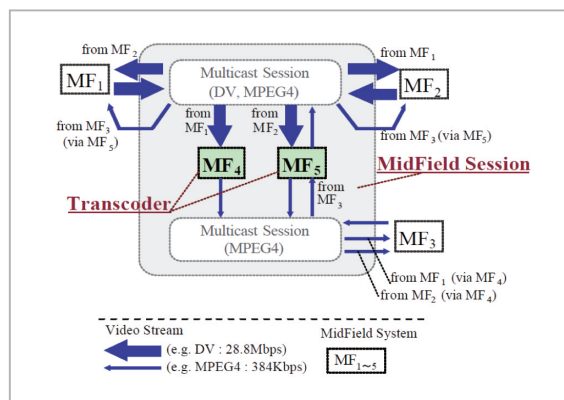 from MF2
from MF1
Multicast Session
(DV, MPEG4)
MF1
MF2
from MF3
(via MF5)
from
MF1
from
MF2
from MF3 (via MF5)
MF4
MF5
MidField Session
from
MF3
Transcoder
Multicast Session
(MPEG4)
MF3
from MF1 (via MF4)
from MF2 (via MF4)
Video Stream
MidField System
(e.g. DV : 28.8Mbps)
(e.g. MPEG4 : 384Kbps)
MF1~5